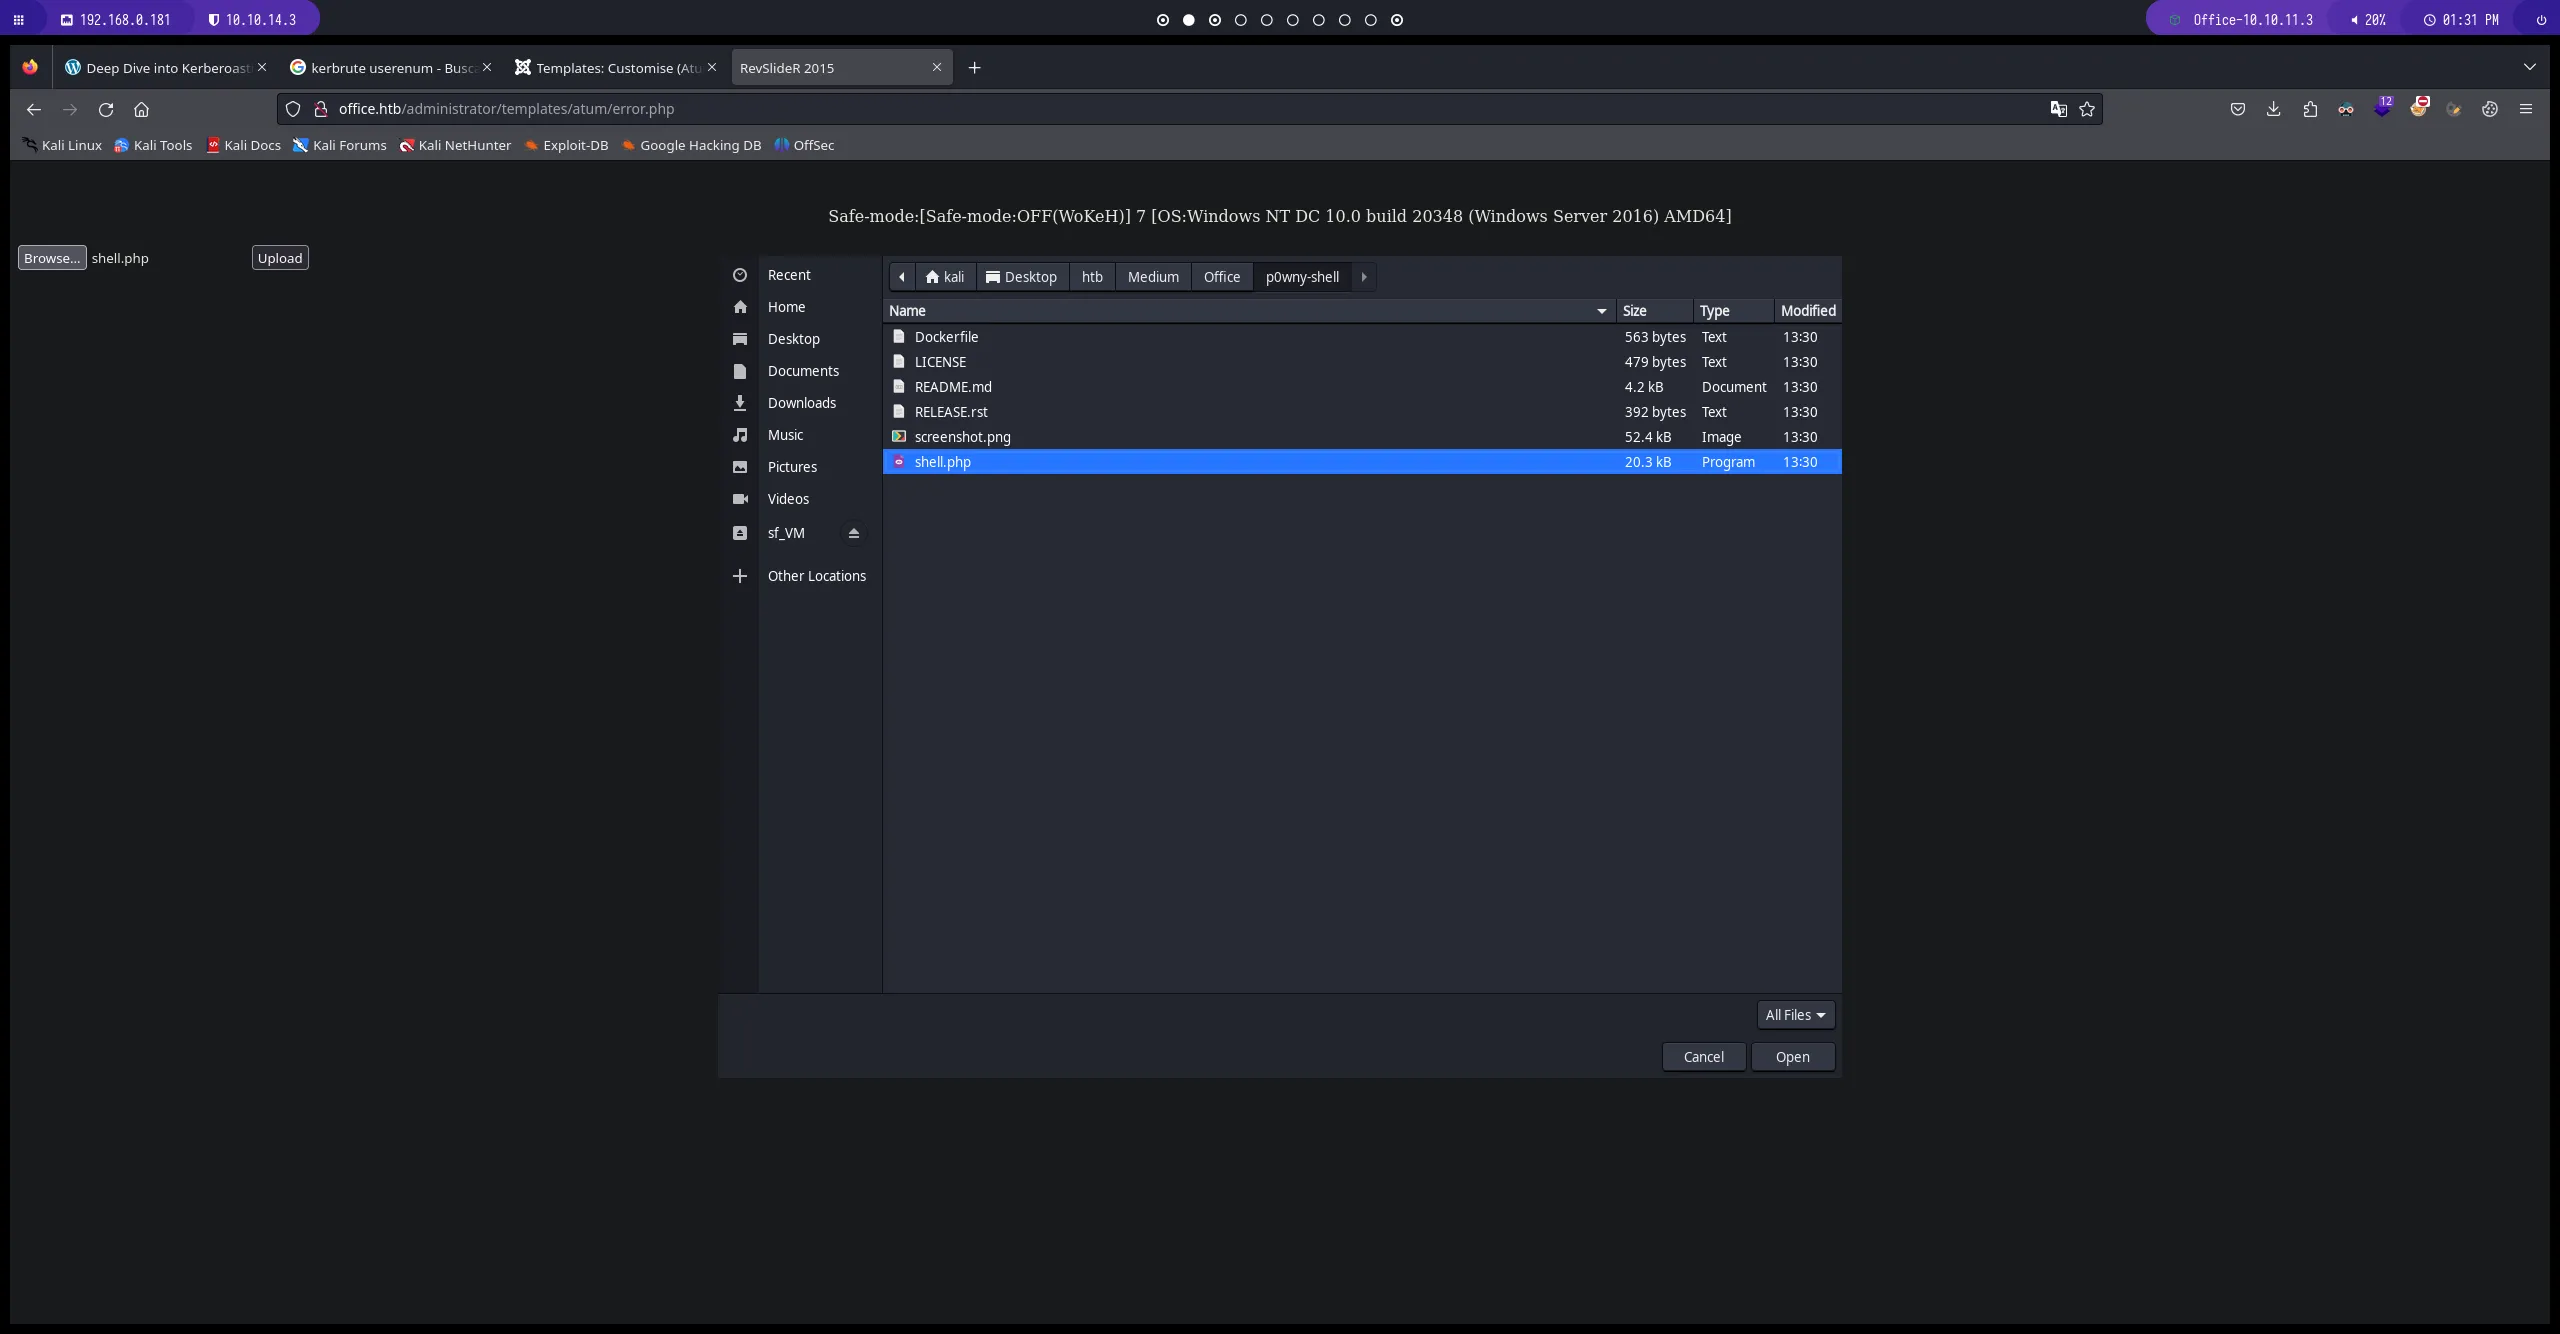 192.168.0.181 10.10.14.3 Office-10.10.11.3 20% 01:31 PM
Deep Dive into Kerberoast kerbrute userenum - Busca Templates: Customise (Atu RevSlideR 2015
office.htb/administrator/templates/atum/error.php 12
Kali Linux Kali Tools Kali Docs Kali Forums Kali NetHunter Exploit-DB Google Hacking DB OffSec
Safe-mode:[Safe-mode:OFF(WoKeH)] 7 [OS:Windows NT DC 10.0 build 20348 (Windows Server 2016) AMD64]
Browse... shell.php Upload
Recent
Home
Desktop
Documents
Downloads
Music
Pictures
Videos
sf_VM
Other Locations
kali Desktop htb Medium Office p0wny-shell
Name Size Type Modified
Dockerfile 563 bytes Text 13:30
LICENSE 479 bytes Text 13:30
README.md 4.2 kB Document 13:30
RELEASE.rst 392 bytes Text 13:30
screenshot.png 52.4 kB Image 13:30
shell.php 20.3 kB Program 13:30
All Files
Cancel Open